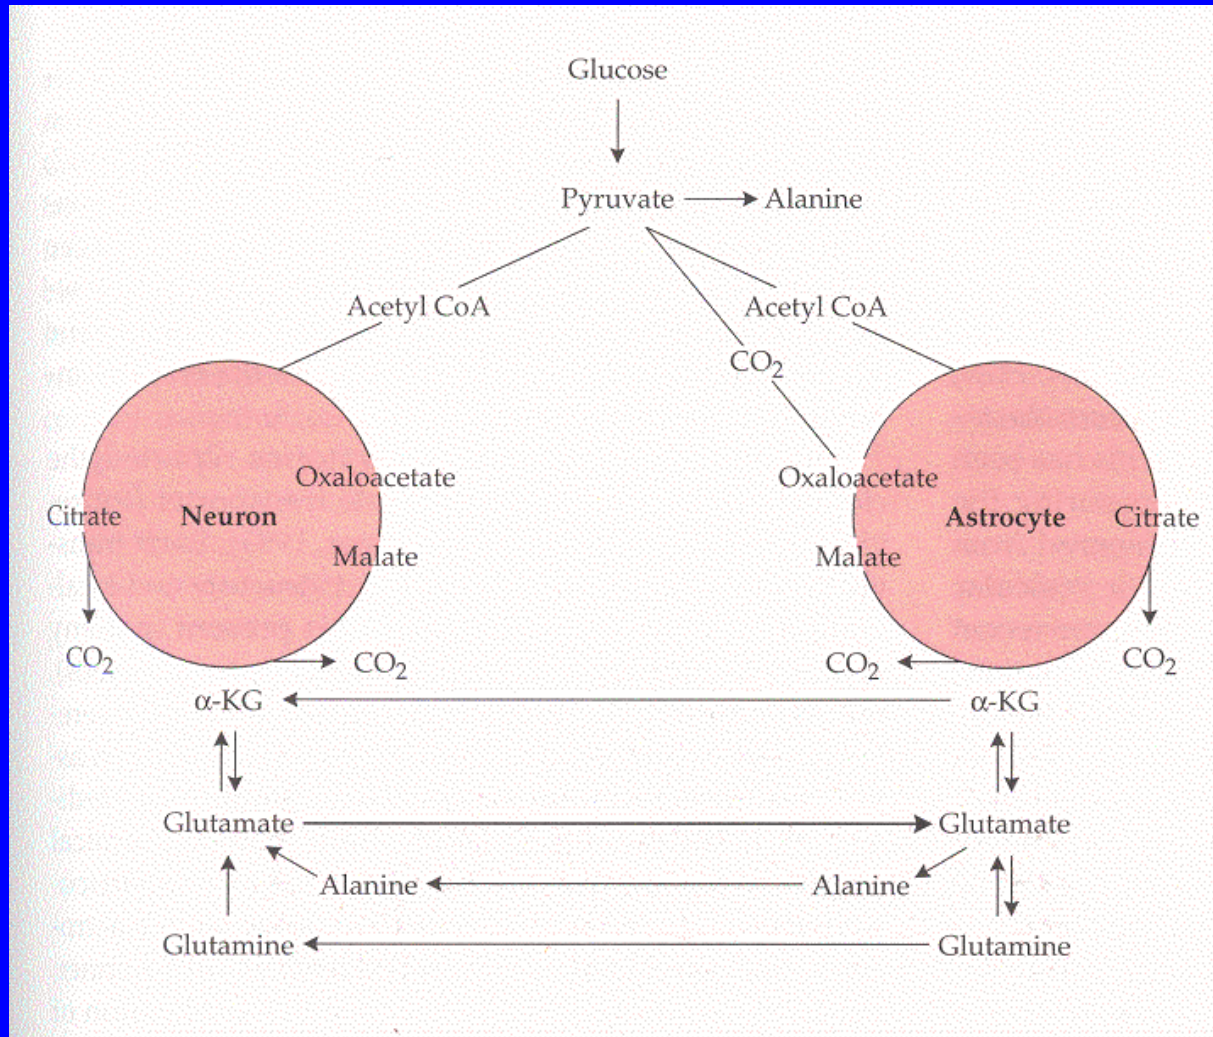 Glucose
Pyruvate Alanine
Acetyl CoA Acetyl CoA
CO₂
Oxaloacetate Oxaloacetate
Citrate Neuron Astrocyte Citrate
Malate Malate
CO₂ CO₂ CO₂ CO₂
α-KG α-KG
Glutamate Glutamate
Alanine Alanine
Glutamine Glutamine